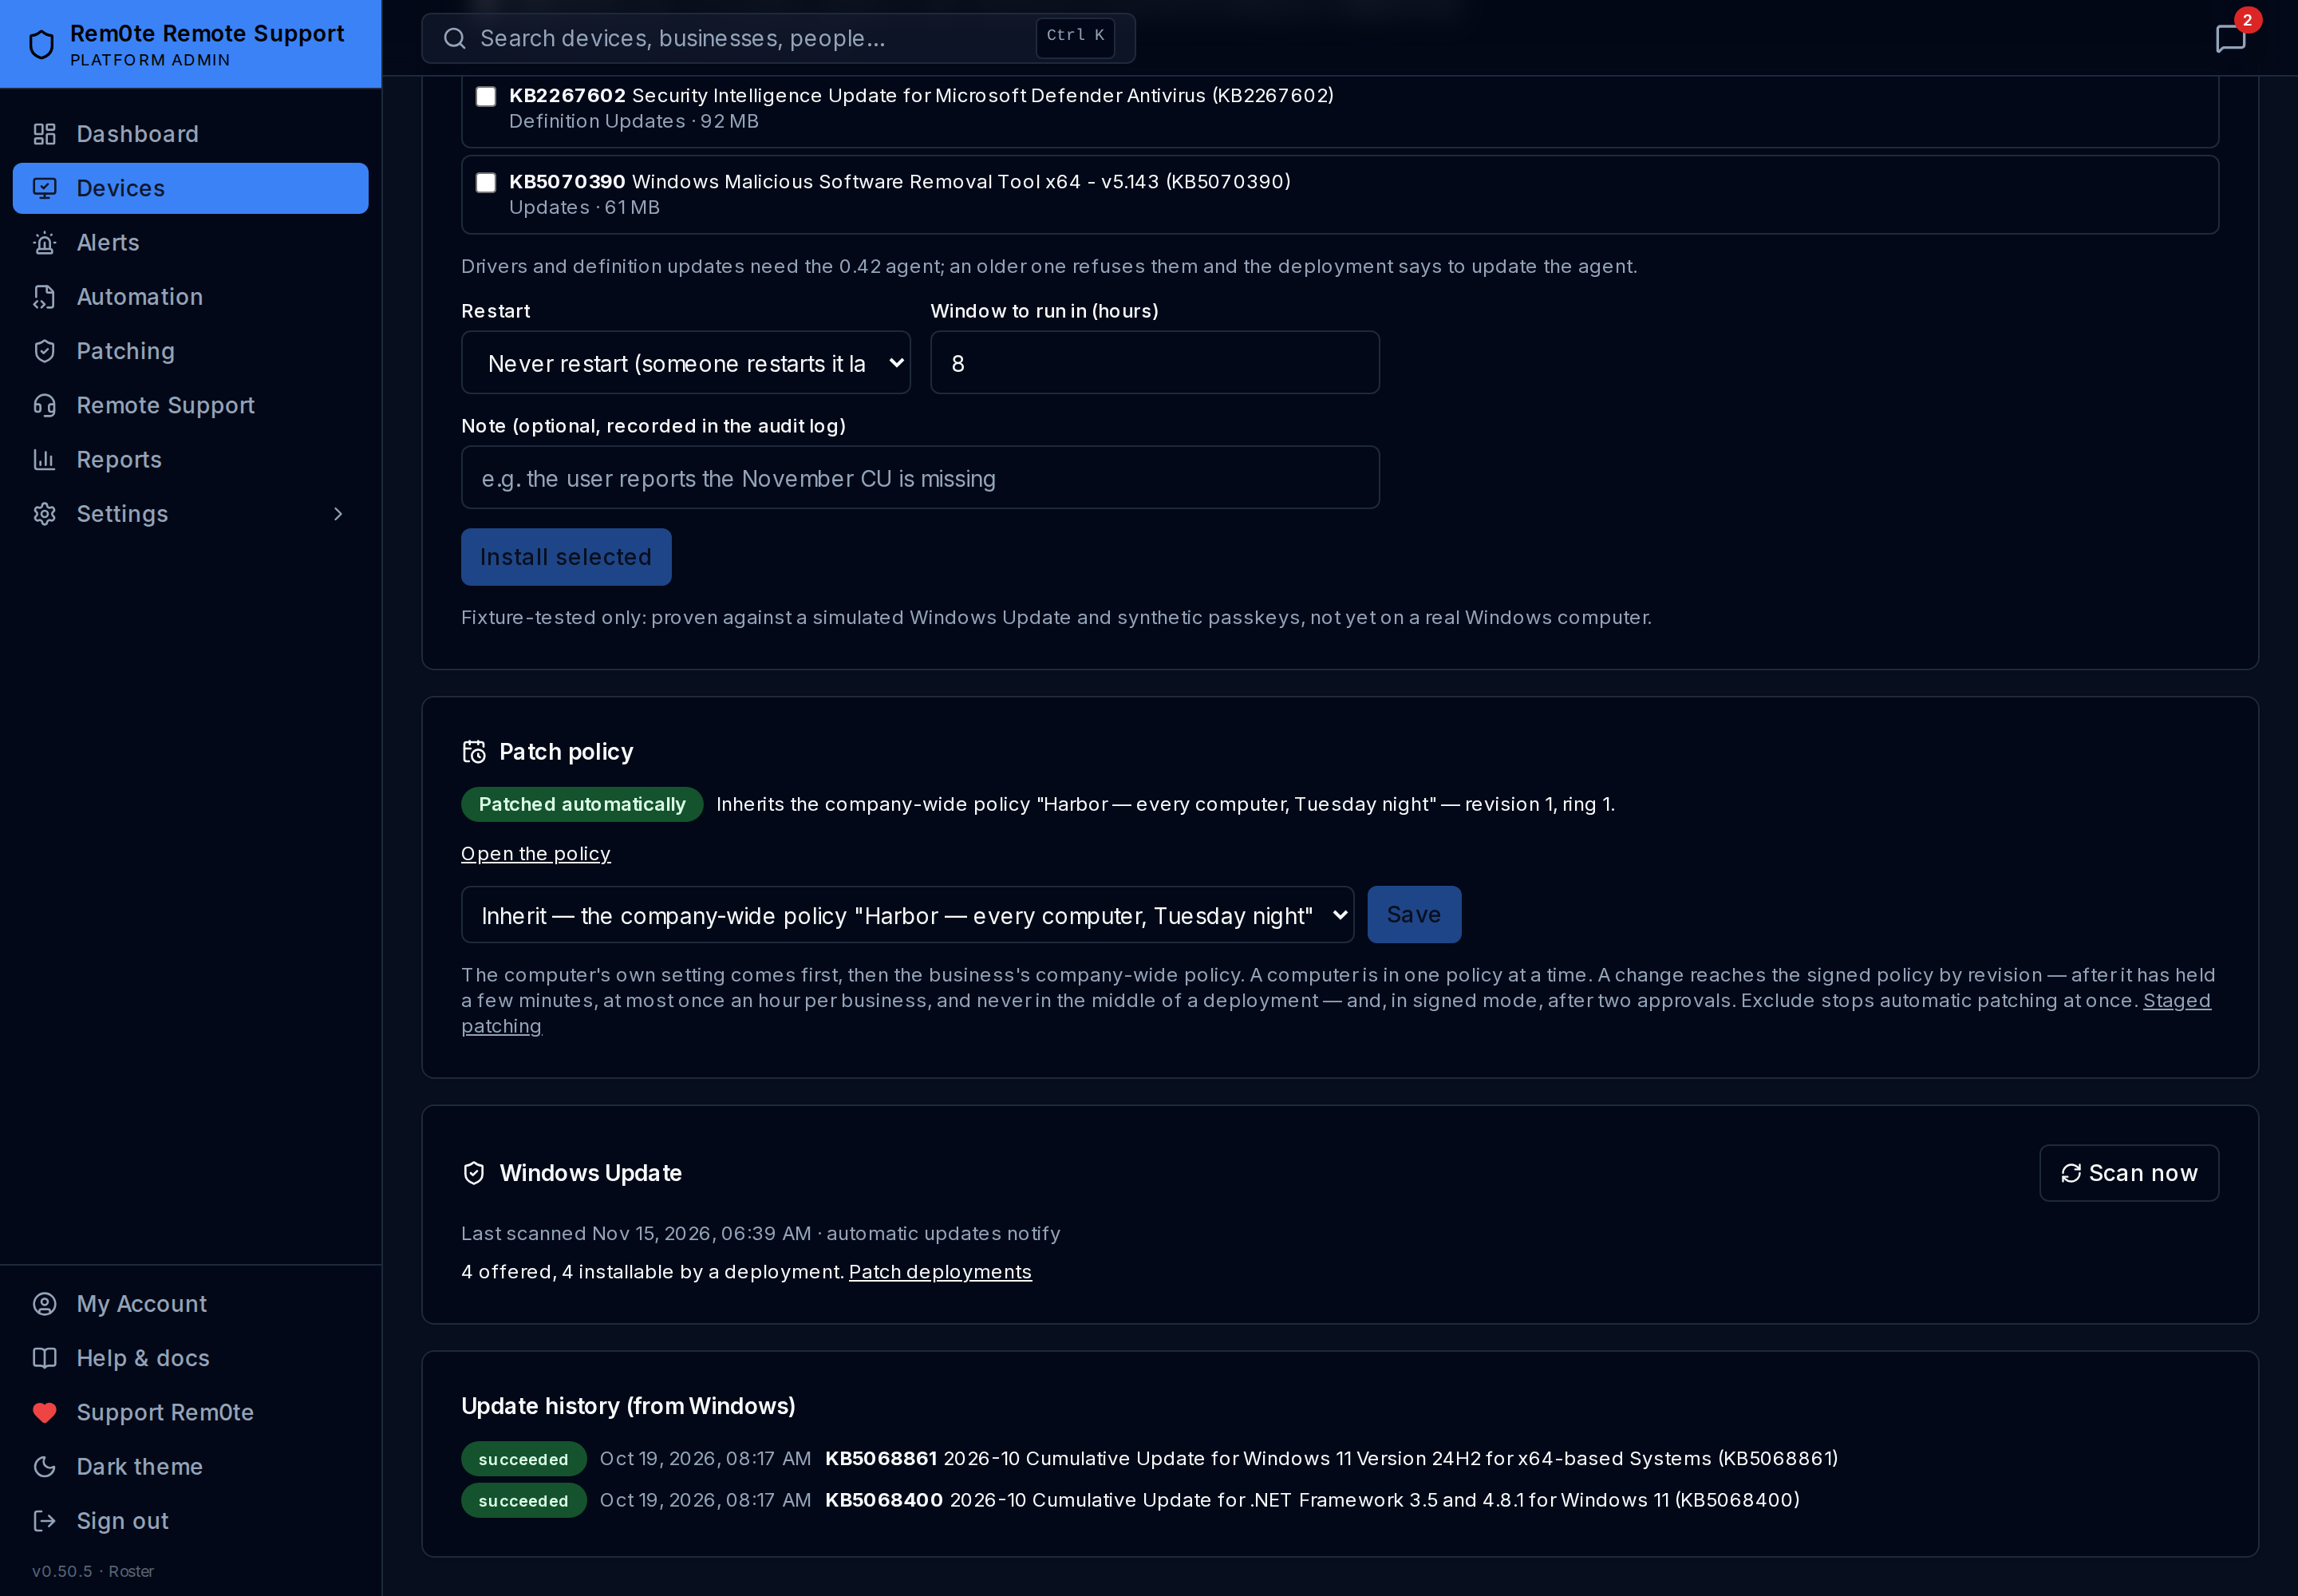 Rem0te Remote Support
PLATFORM ADMIN
Search devices, businesses, people...
Ctrl K
2
Dashboard
Devices
Alerts
Automation
Patching
Remote Support
Reports
Settings
KB2267602 Security Intelligence Update for Microsoft Defender Antivirus (KB2267602)
Definition Updates · 92 MB
KB5070390 Windows Malicious Software Removal Tool x64 - v5.143 (KB5070390)
Updates · 61 MB
Drivers and definition updates need the 0.42 agent; an older one refuses them and the deployment says to update the agent.
Restart
Window to run in (hours)
Never restart (someone restarts it la
8
Note (optional, recorded in the audit log)
e.g. the user reports the November CU is missing
Install selected
Fixture-tested only: proven against a simulated Windows Update and synthetic passkeys, not yet on a real Windows computer.
Patch policy
Patched automatically Inherits the company-wide policy "Harbor — every computer, Tuesday night" — revision 1, ring 1.
Open the policy
Inherit — the company-wide policy "Harbor — every computer, Tuesday night"
Save
The computer's own setting comes first, then the business's company-wide policy. A computer is in one policy at a time. A change reaches the signed policy by revision — after it has held
a few minutes, at most once an hour per business, and never in the middle of a deployment — and, in signed mode, after two approvals. Exclude stops automatic patching at once. Staged
patching
Windows Update
Scan now
Last scanned Nov 15, 2026, 06:39 AM · automatic updates notify
4 offered, 4 installable by a deployment. Patch deployments
Update history (from Windows)
succeeded Oct 19, 2026, 08:17 AM KB5068861 2026-10 Cumulative Update for Windows 11 Version 24H2 for x64-based Systems (KB5068861)
succeeded Oct 19, 2026, 08:17 AM KB5068400 2026-10 Cumulative Update for .NET Framework 3.5 and 4.8.1 for Windows 11 (KB5068400)
My Account
Help & docs
Support Rem0te
Dark theme
Sign out
v0.50.5 · Roster